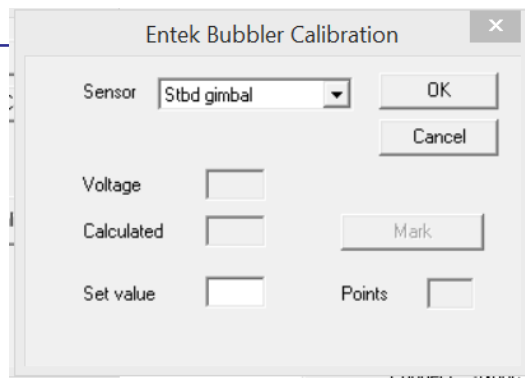 Entek Bubbler Calibration
Sensor Stbd gimbal OK
Cancel
Voltage
Calculated Mark
Set value Points